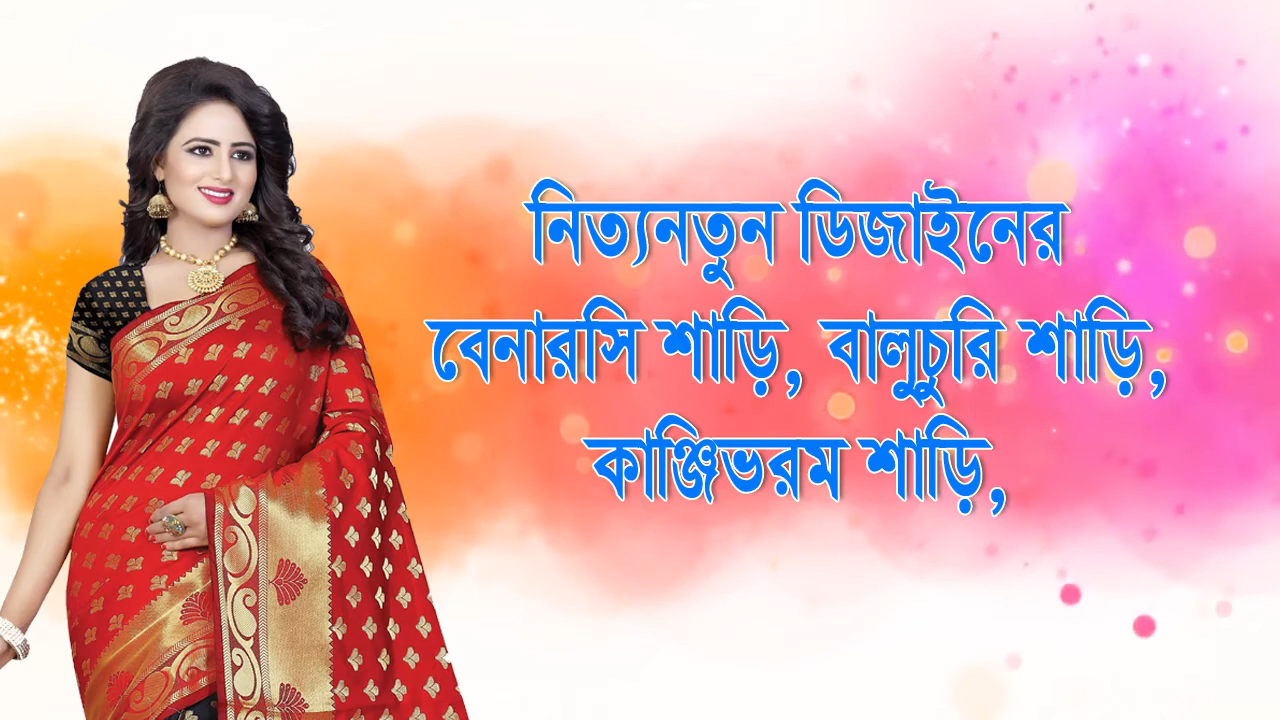 নিত্যনতুন ডিজাইনের
বেনারসি শাড়ি, বালুচুরি শাড়ি,
কাঞ্জিভরম শাড়ি,